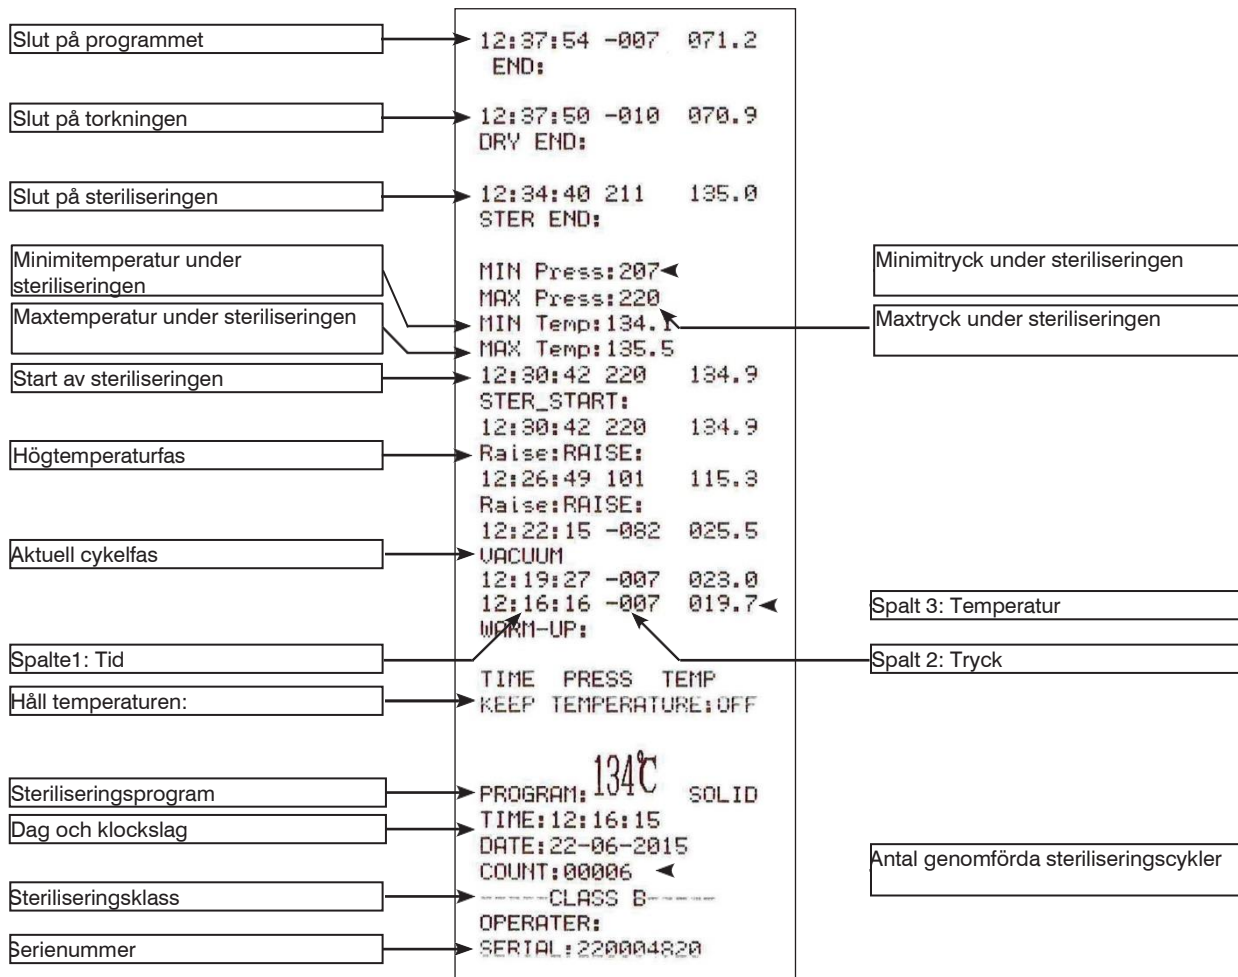 Slut på programmet
12:37:54 -007 071.2
END:
Slut på torkningen
12:37:50 -010 070.9
DRY END:
Slut på steriliseringen
12:34:40 211 135.0
STER END:
Minimitemperatur under
steriliseringen
MIN Press:207
Minimitryck under steriliseringen
MAX Press:220
Maxtemperatur under steriliseringen
MIN Temp:134.1
Maxtryck under steriliseringen
MAX Temp:135.5
Start av steriliseringen
12:30:42 220 134.9
STER_START:
12:30:42 220 134.9
Högtemperaturfas
Raise:RAISE:
12:26:49 101 115.3
Raise:RAISE:
12:22:15 -082 025.5
Aktuell cykelfas
VACUUM
12:19:27 -007 023.0
12:16:16 -007 019.7
Spalt 3: Temperatur
WARM-UP:
Spalte1: Tid
Spalt 2: Tryck
TIME PRESS TEMP
Håll temperaturen:
KEEP TEMPERATURE:OFF
134℃
Steriliseringsprogram
PROGRAM: SOLID
Dag och klockslag
TIME:12:16:15
DATE:22-06-2015
Antal genomförda steriliseringscykler
COUNT:00006
Steriliseringsklass
-----CLASS B-----
OPERATER:
Serienummer
SERIAL:220004820